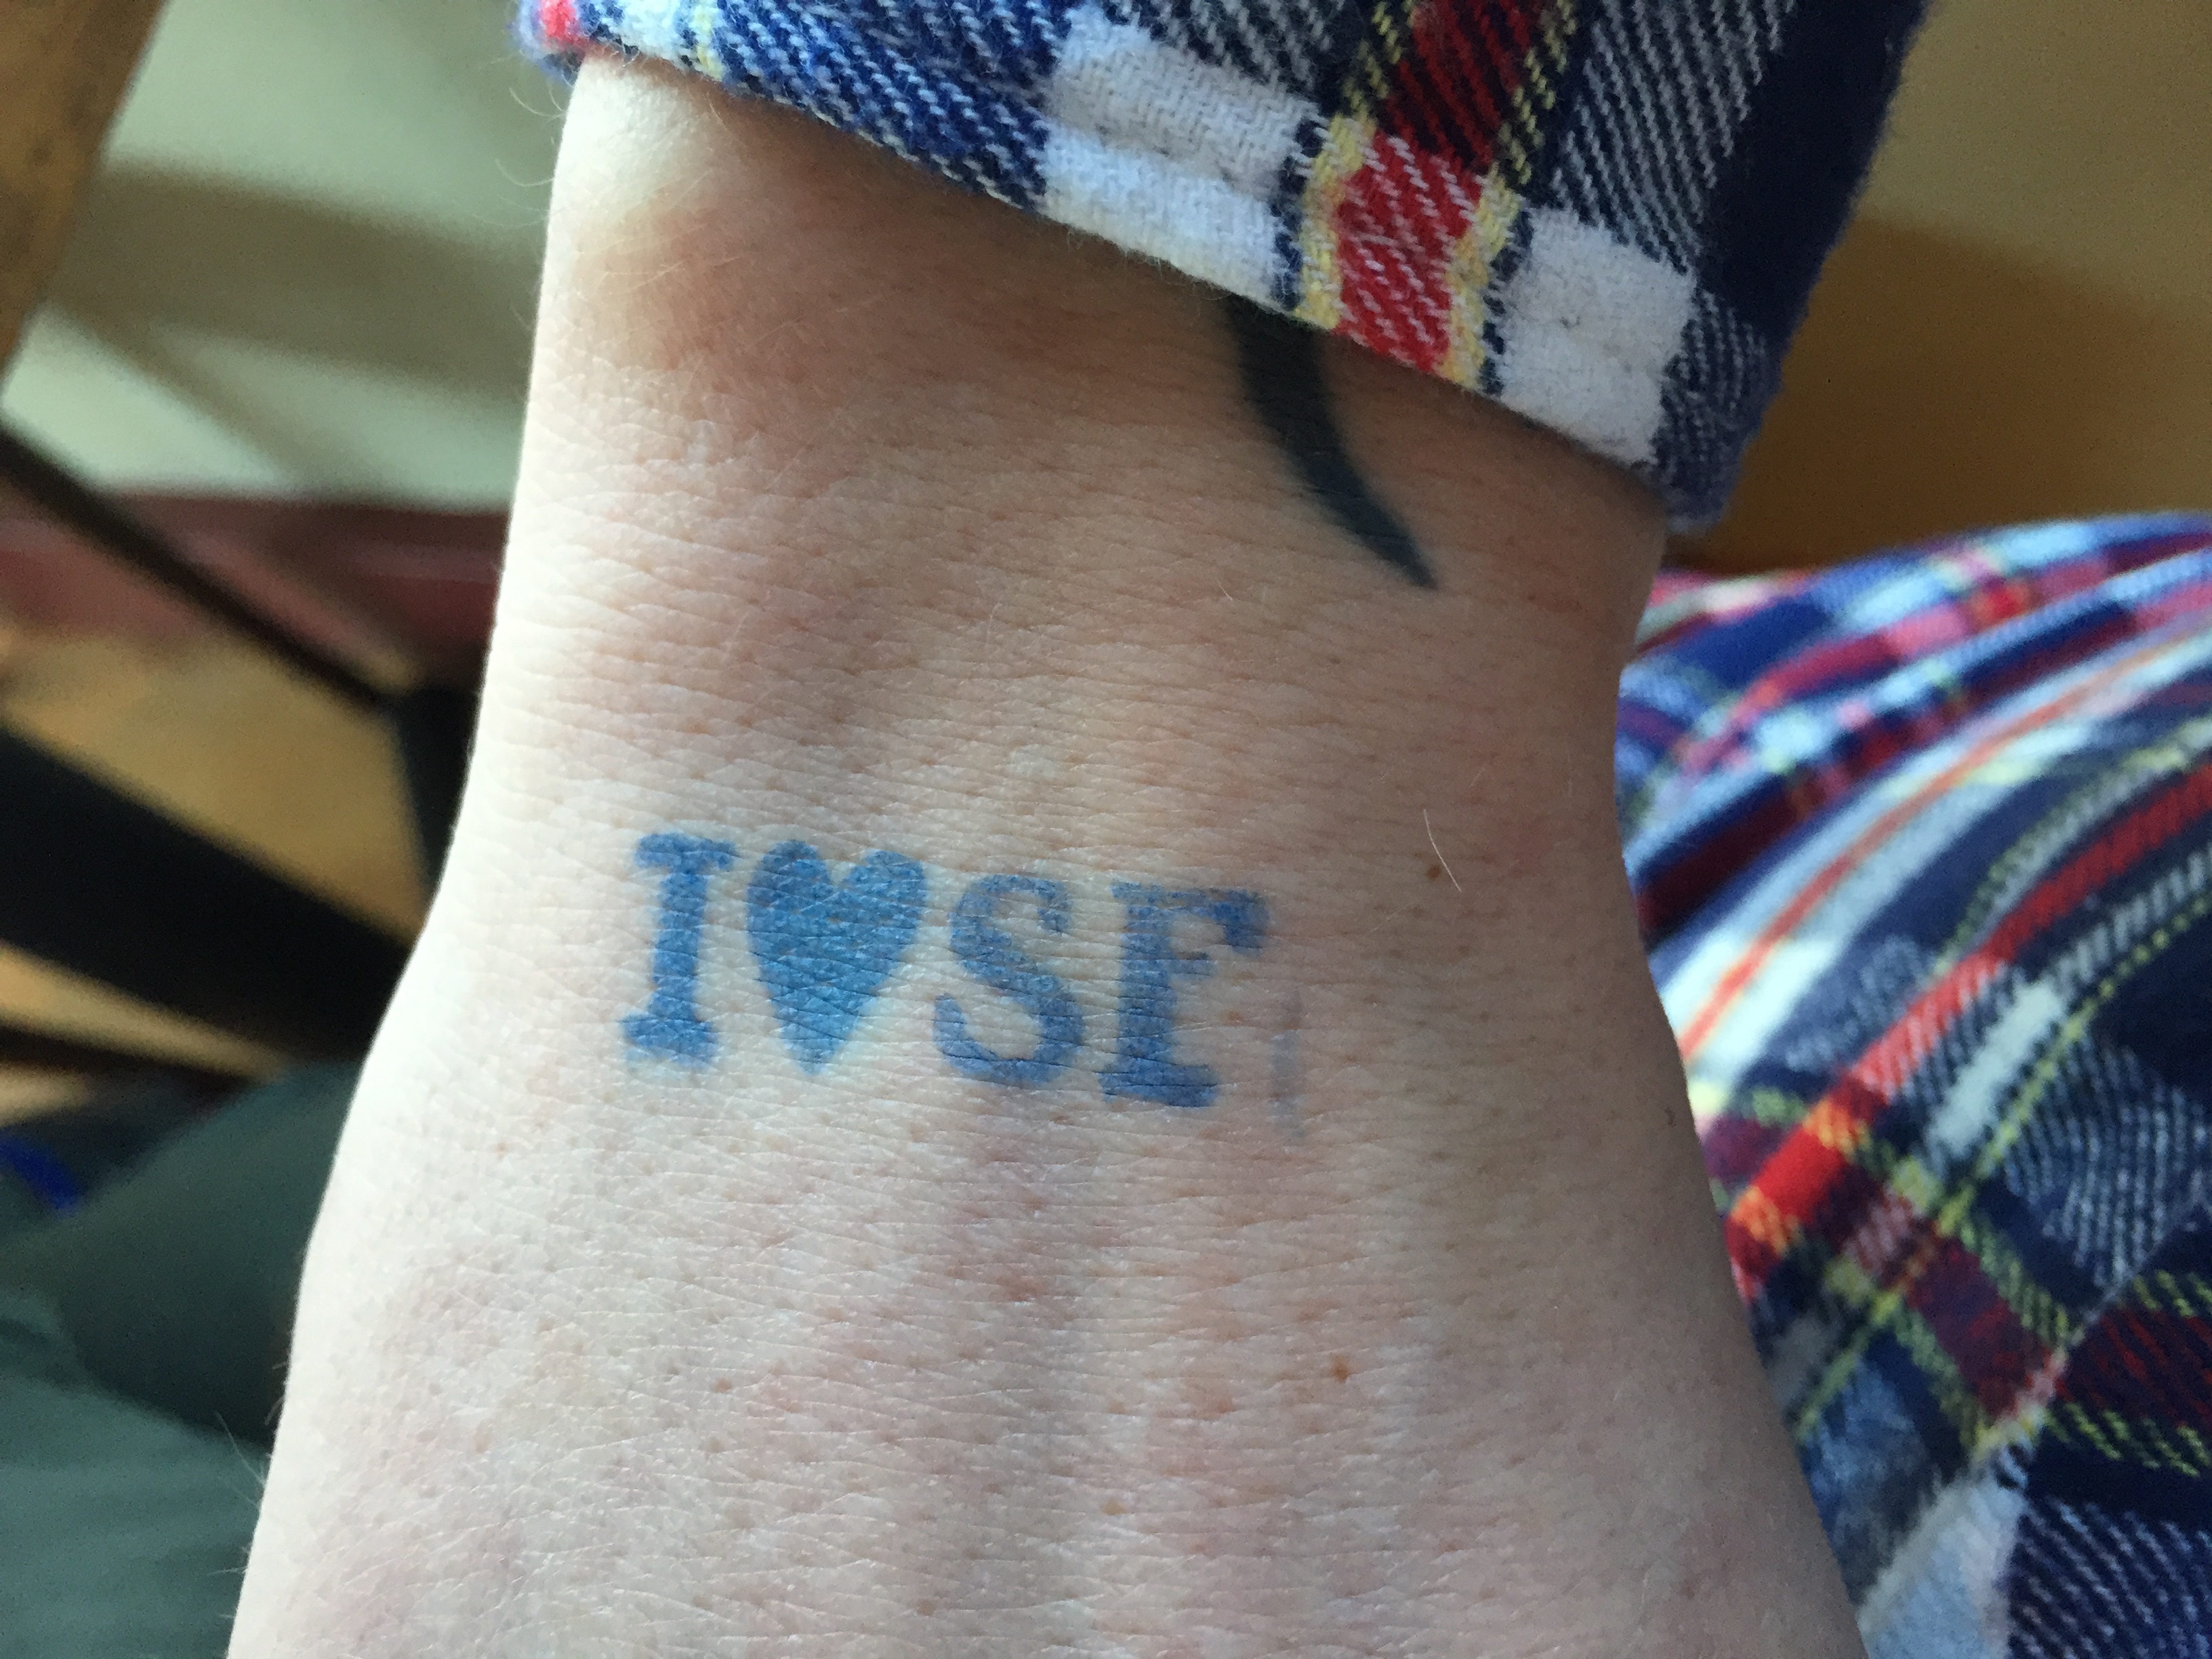 I ♥ SF